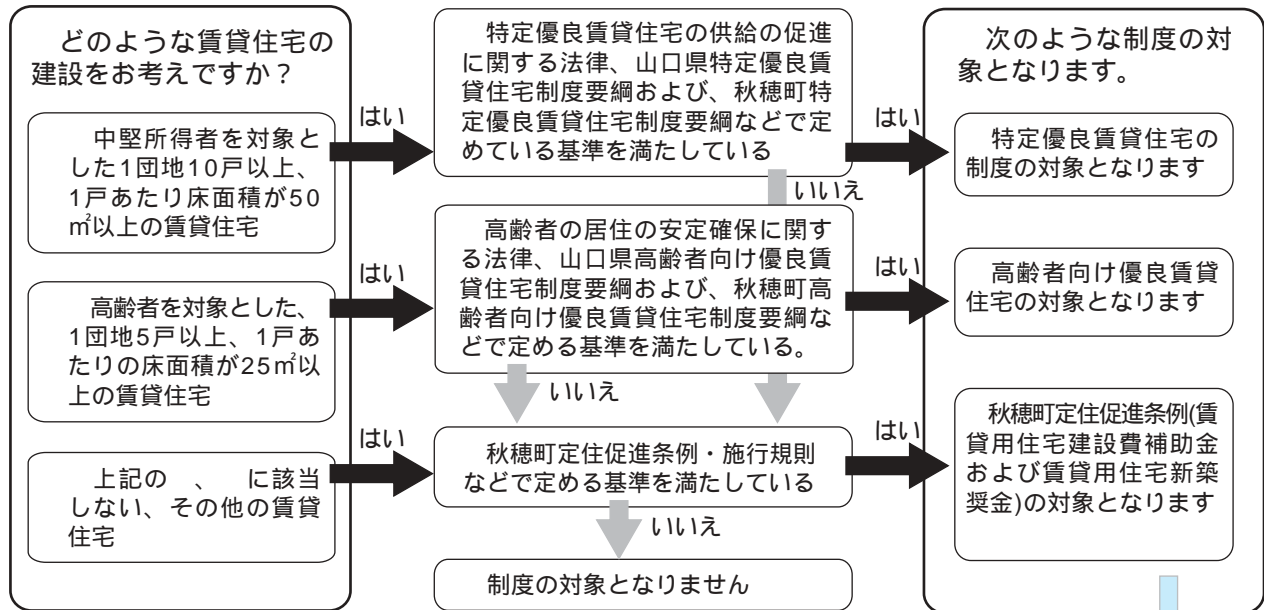 どのような賃貸住宅の
建設をお考えですか？
中堅所得者を対象と
した1団地10戸以上、
1戸あたり床面積が50
㎡以上の賃貸住宅
高齢者を対象とした、
1団地5戸以上、1戸あ
たりの床面積が25㎡以
上の賃貸住宅
上記の　、　に該当
しない、その他の賃貸
住宅
はい
はい
はい
特定優良賃貸住宅の供給の促進
に関する法律、山口県特定優良賃
貸住宅制度要綱および、秋穂町特
定優良賃貸住宅制度要綱などで定
めている基準を満たしている
いいえ
高齢者の居住の安定確保に関す
る法律、山口県高齢者向け優良賃
貸住宅制度要綱および、秋穂町高
齢者向け優良賃貸住宅制度要綱な
どで定める基準を満たしている。
いいえ
秋穂町定住促進条例・施行規則
などで定める基準を満たしている
いいえ
制度の対象となりません
はい
はい
はい
次のような制度の対
象となります。
特定優良賃貸住宅の
制度の対象となります
高齢者向け優良賃貸
住宅の対象となります
秋穂町定住促進条例(賃
貸用住宅建設費補助金
および賃貸用住宅新築
奨金)の対象となります